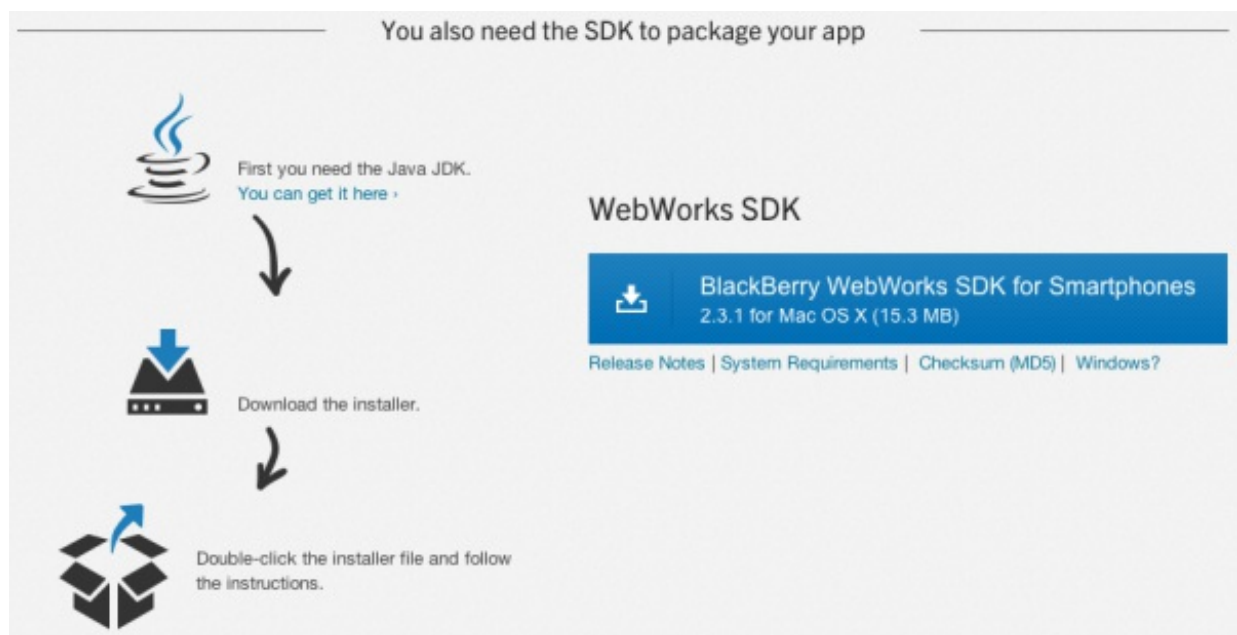 You also need the SDK to package your app
First you need the Java JDK.
You can get it here ›
Download the installer.
Double-click the installer file and follow
the instructions.
WebWorks SDK
BlackBerry WebWorks SDK for Smartphones
2.3.1 for Mac OS X (15.3 MB)
Release Notes | System Requirements | Checksum (MD5) | Windows?